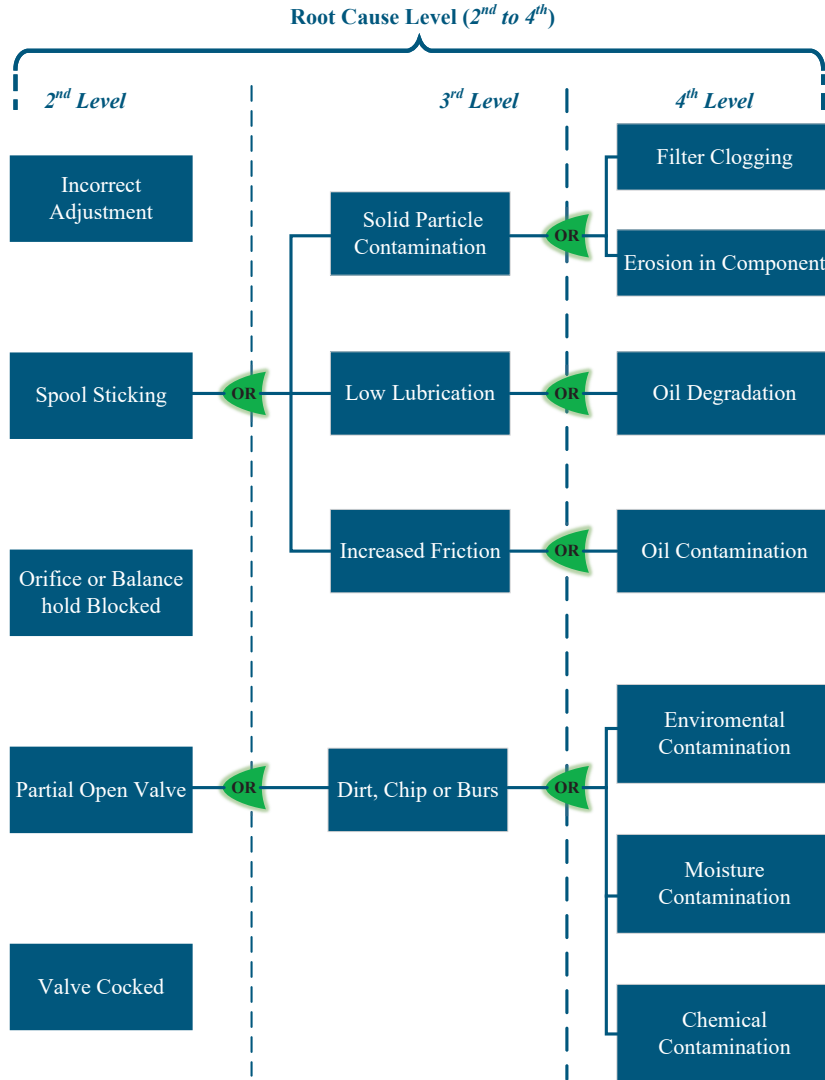 Root Cause Level (2nd to 4th)
2nd Level
3rd Level
4th Level
Incorrect
Adjustment
Spool Sticking
Orifice or Balance
hold Blocked
Partial Open Valve
Valve Cocked
OR
OR
Solid Particle
Contamination
Low Lubrication
Increased Friction
Dirt, Chip or Burs
OR
OR
OR
OR
Filter Clogging
Erosion in Component
Oil Degradation
Oil Contamination
Enviromental
Contamination
Moisture
Contamination
Chemical
Contamination